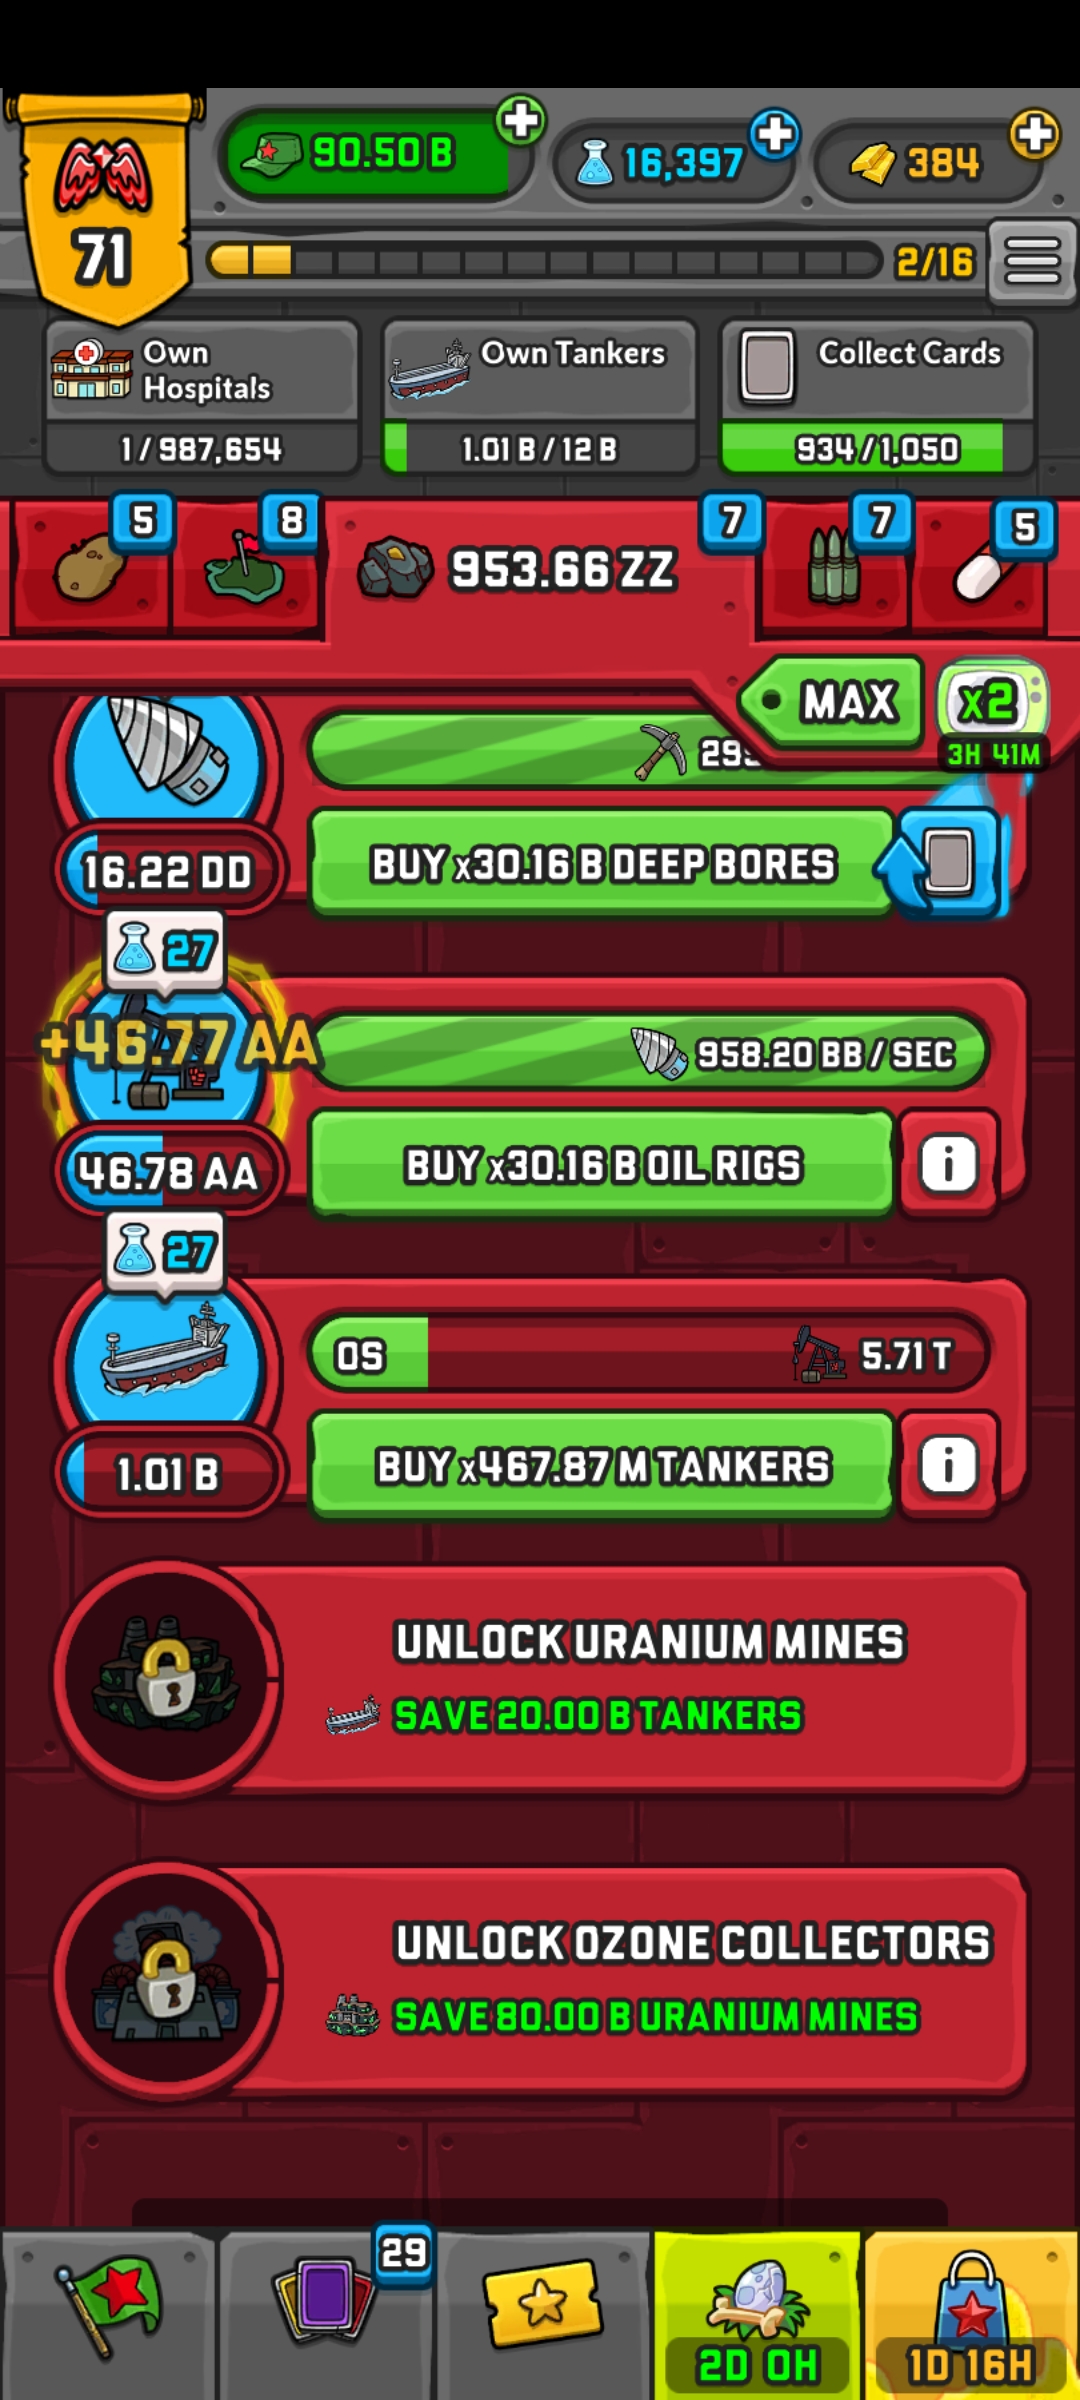 90.50 B
16,397
384
71
2/16
Own
Hospitals
1 / 987,654
Own Tankers
1.01 B / 12 B
Collect Cards
934 / 1,050
5
8
953.66 ZZ
7
7
5
MAX
x2
3H 41M
16.22 DD
BUY x30.16 B DEEP BORES
27
+46.77 AA
958.20 BB / SEC
46.78 AA
BUY x30.16 B OIL RIGS
27
0S
5.71 T
1.01 B
BUY x467.87 M TANKERS
UNLOCK URANIUM MINES
SAVE 20.00 B TANKERS
UNLOCK OZONE COLLECTORS
SAVE 80.00 B URANIUM MINES
29
2D 0H
1D 16H